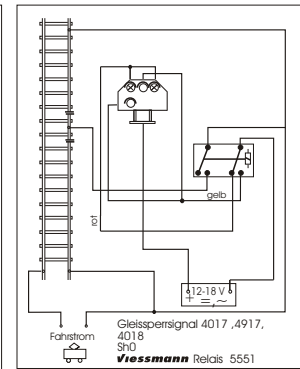 rot
gelb
12-18 V
+ =,~
Fahrstrom
Gleissperrsignal 4017 ,4917,
4018
Sh0
Viessmann Relais 5551